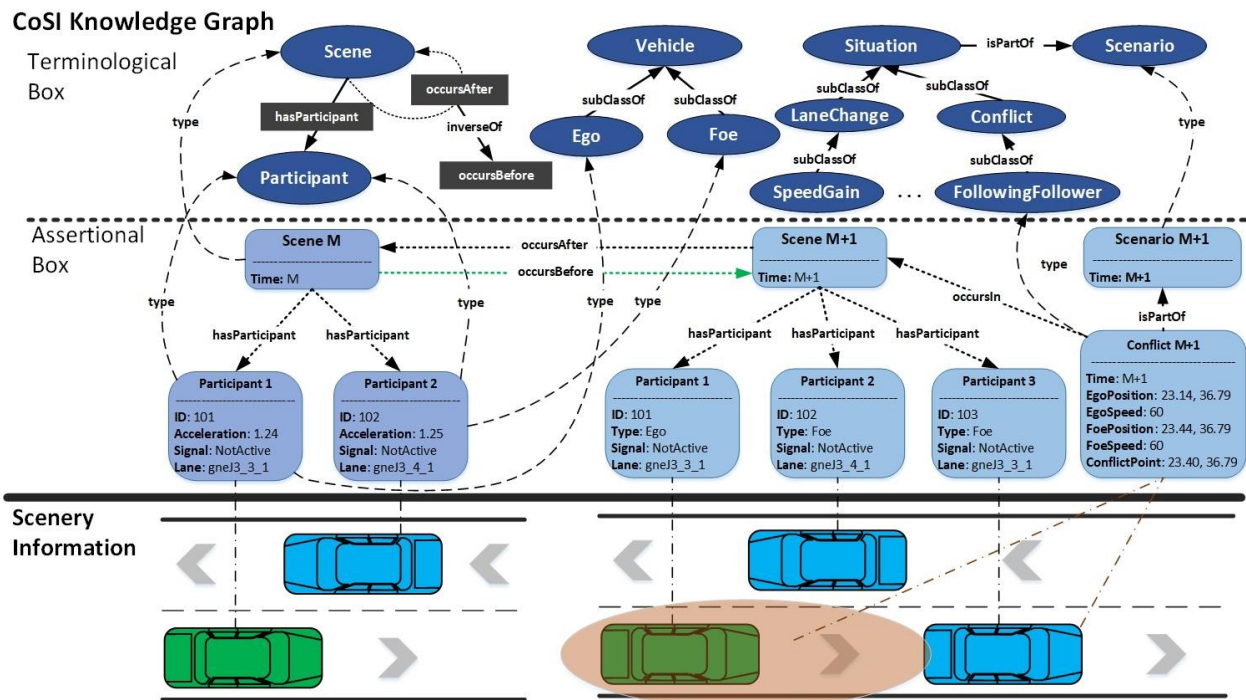 CoSI Knowledge Graph
Terminological
Box
Scene
Vehicle
Situation
isPartOf
Scenario
occursAfter
hasParticipant
inverseOf
occursBefore
type
Participant
subClassOf
subClassOf
Ego
Foe
subClassOf
subClassOf
LaneChange
Conflict
type
subClassOf
subClassOf
SpeedGain
...
FollowingFollower
Assertional
Box
Scene M
Time: M
occursAfter
occursBefore
Scene M+1
Time: M+1
Scenario M+1
Time: M+1
type
type
type
type
type
occursIn
isPartOf
hasParticipant
hasParticipant
hasParticipant
hasParticipant
hasParticipant
Participant 1
ID: 101
Acceleration: 1.24
Signal: NotActive
Lane: gneJ3_3_1
Participant 2
ID: 102
Acceleration: 1.25
Signal: NotActive
Lane: gneJ3_4_1
Participant 1
ID: 101
Type: Ego
Signal: NotActive
Lane: gneJ3_3_1
Participant 2
ID: 102
Type: Foe
Signal: NotActive
Lane: gneJ3_4_1
Participant 3
ID: 103
Type: Foe
Signal: NotActive
Lane: gneJ3_3_1
Conflict M+1
Time: M+1
EgoPosition: 23.14, 36.79
EgoSpeed: 60
FoePosition: 23.44, 36.79
FoeSpeed: 60
ConflictPoint: 23.40, 36.79
Scenery
Information